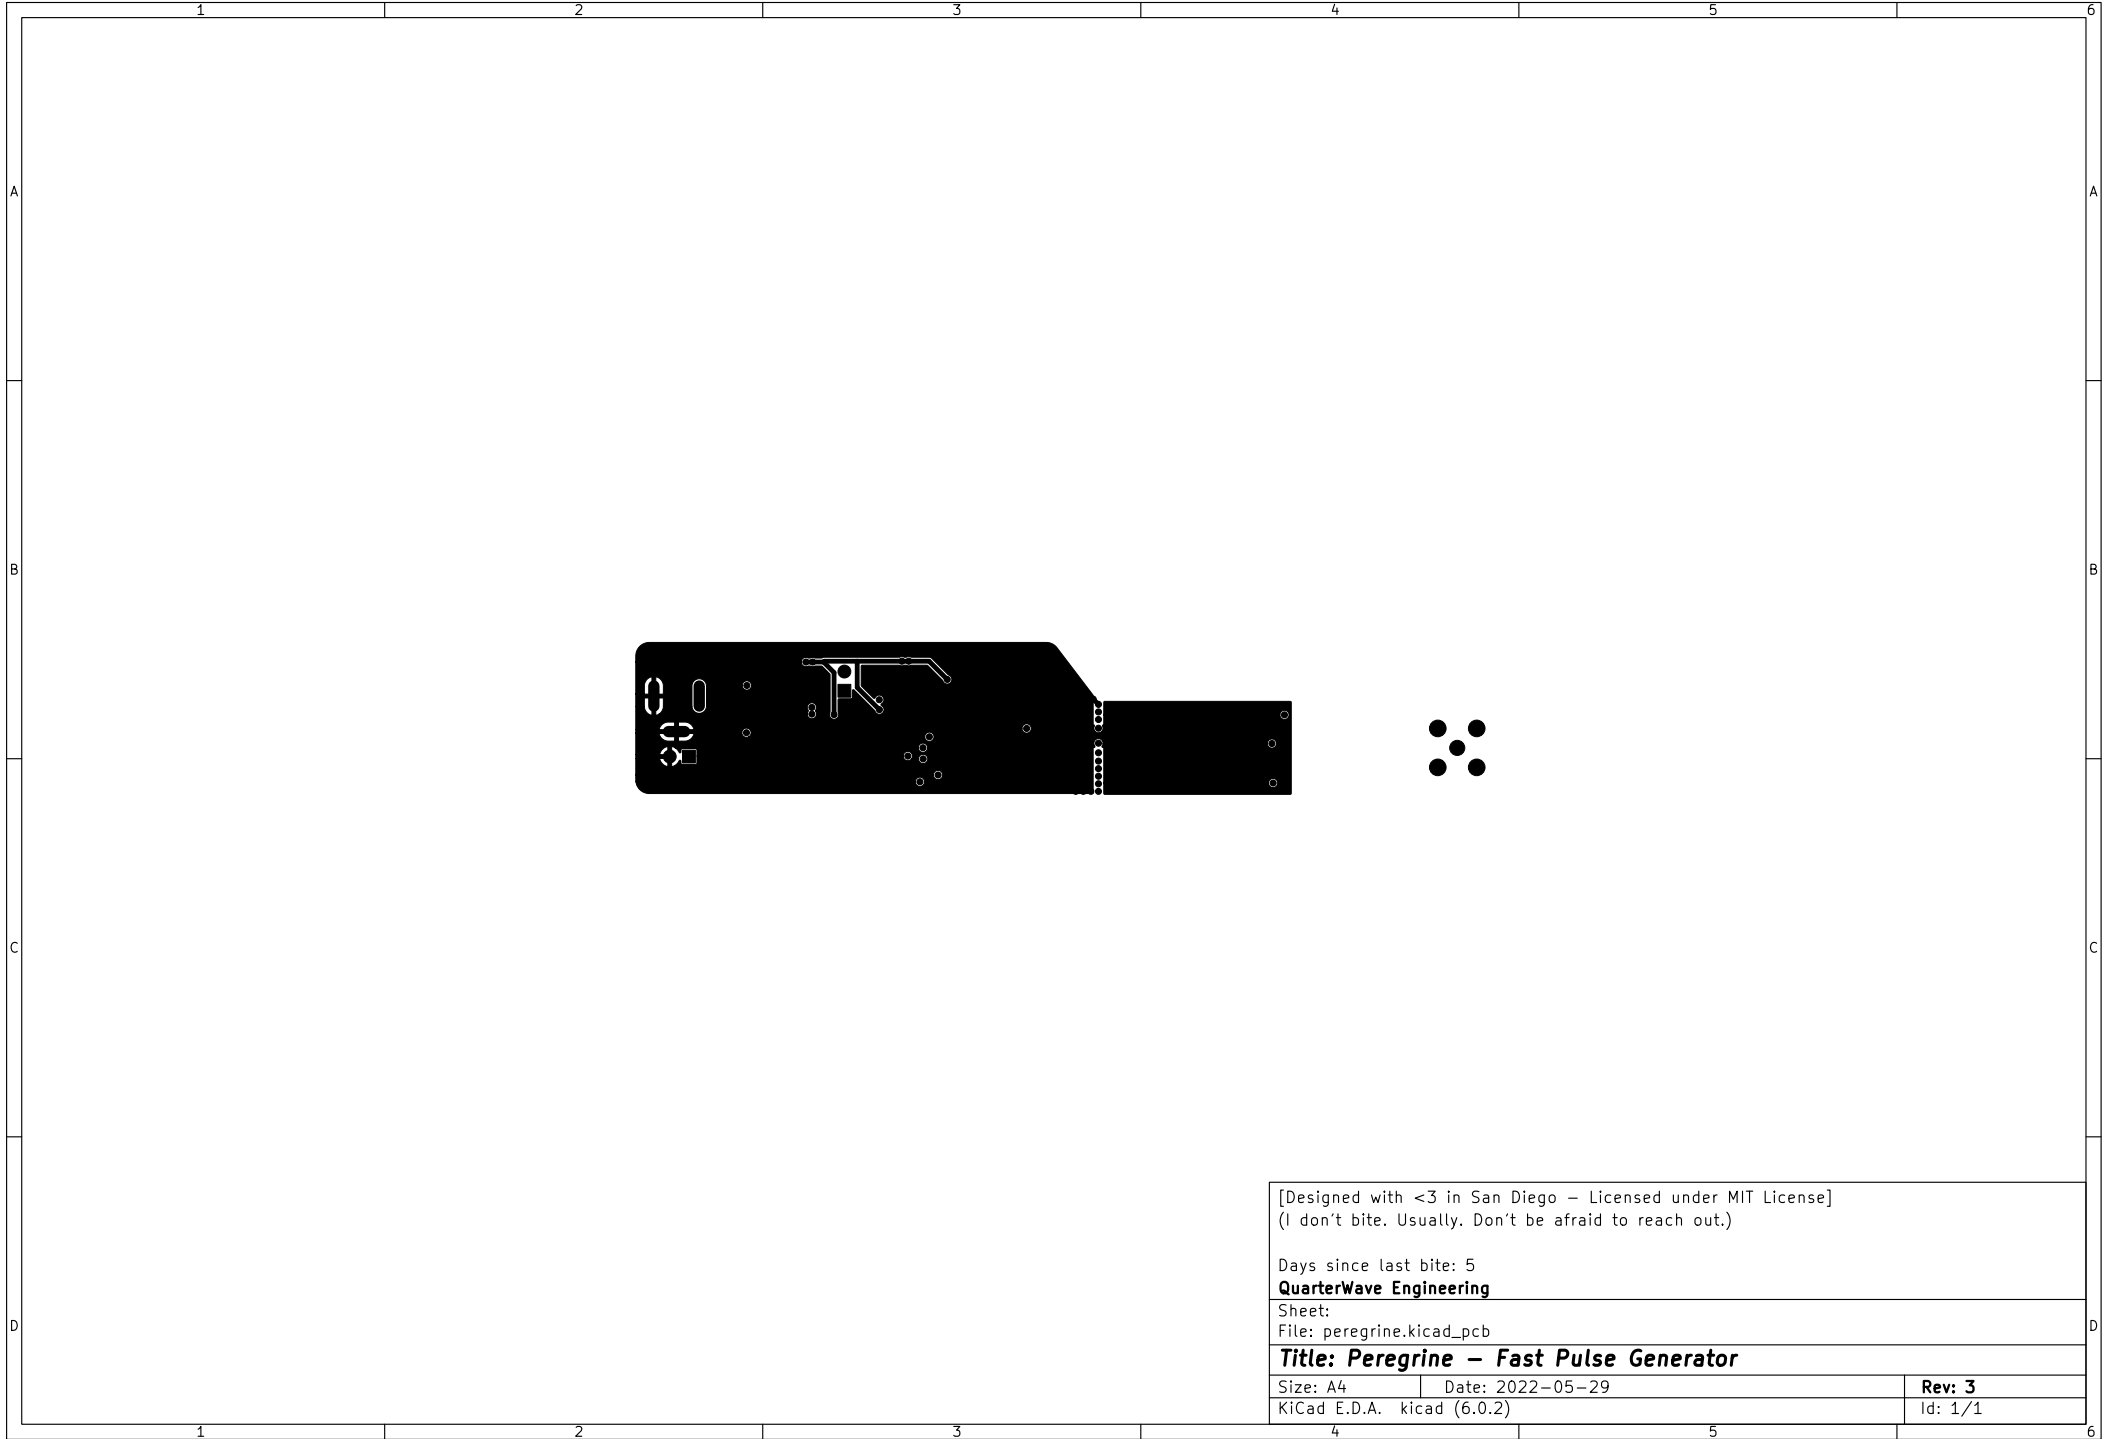 1 2 3 4 5 6
A A
B B
C C
[Designed with <3 in San Diego – Licensed under MIT License]
(I don't bite. Usually. Don't be afraid to reach out.)
Days since last bite: 5
QuarterWave Engineering
Sheet:
D D
File: peregrine.kicad_pcb
Title: Peregrine – Fast Pulse Generator
Size: A4 Date: 2022-05-29 Rev: 3
KiCad E.D.A. kicad (6.0.2) Id: 1/1
1 2 3 4 5 6